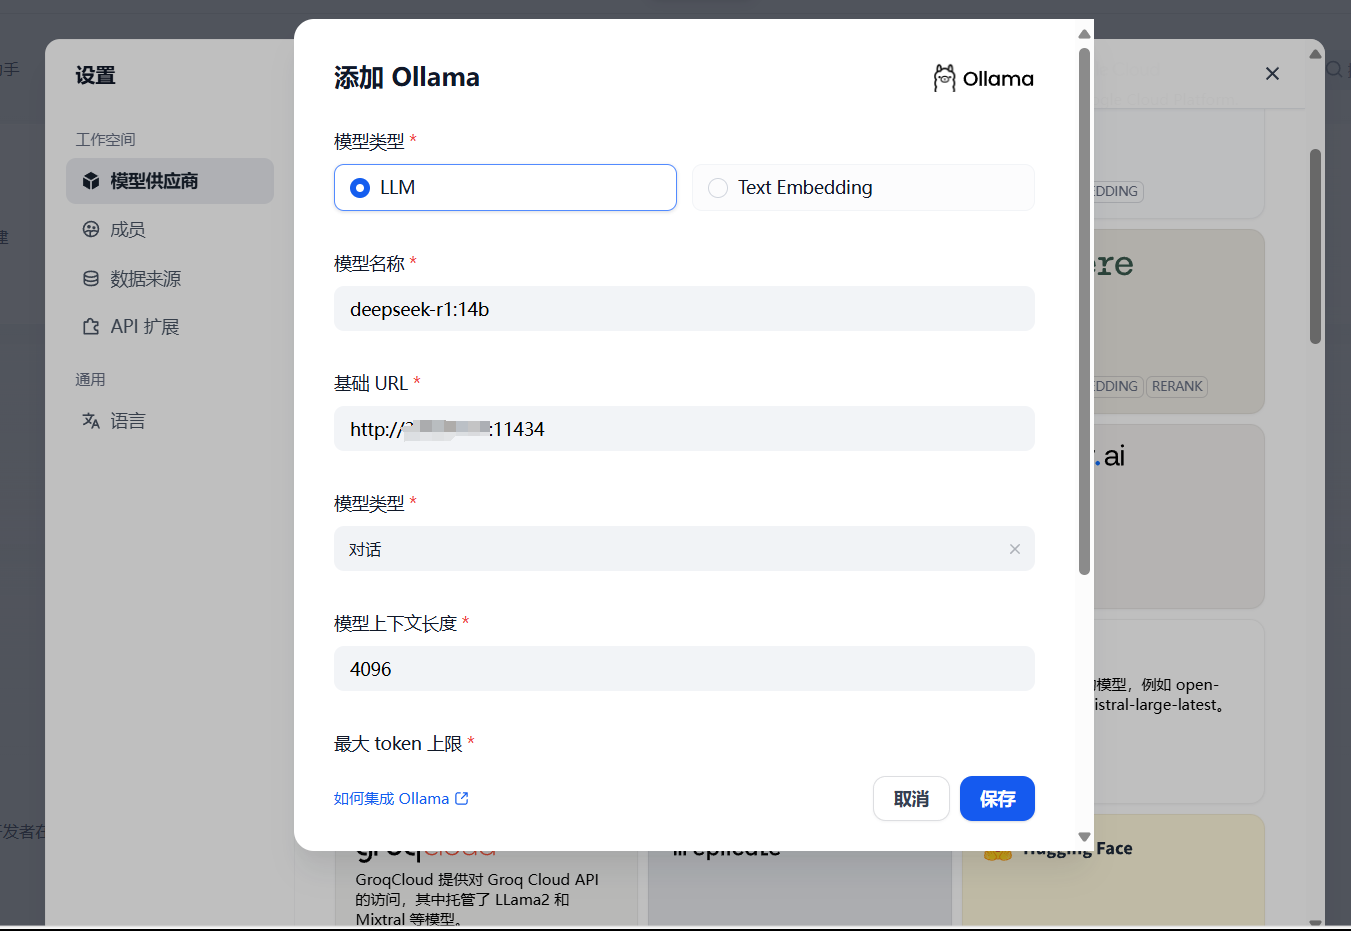 设置
工作空间
模型供应商
成员
数据来源
API 扩展
通用
语言
添加 Ollama
Ollama
模型类型 *
LLM
Text Embedding
模型名称 *
deepseek-r1:14b
基础 URL *
http://
:11434
模型类型 *
对话
模型上下文长度 *
4096
最大 token 上限 *
如何集成 Ollama
取消
保存
RERANK
.ai
模型，例如 open-
istral-large-latest。
GroqCloud 提供对 Groq Cloud API
的访问，其中托管了 LLama2 和
Mixtral 等模型。
replicate
Hugging Face